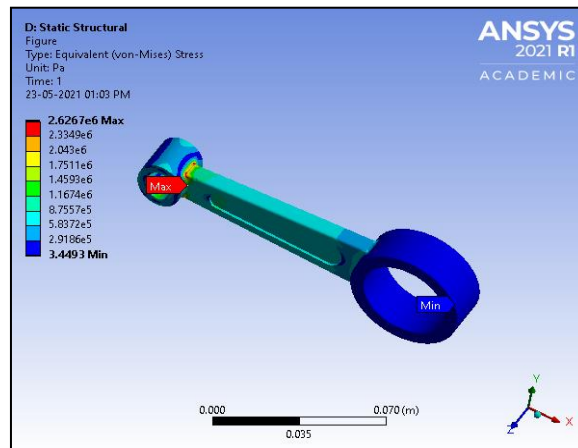 D: Static Structural
Figure
Type: Equivalent (von-Mises) Stress
Unit: Pa
Time: 1
23-05-2021 01:03 PM
ANSYS
2021 R1
ACADEMIC
2.6267e6 Max
2.3349e6
2.043e6
1.7511e6
1.4593e6
1.1674e6
8.7557e5
5.8372e5
2.9186e5
3.4493 Min
Max
Min
0.000
0.070 (m)
0.035
Y
X
Z